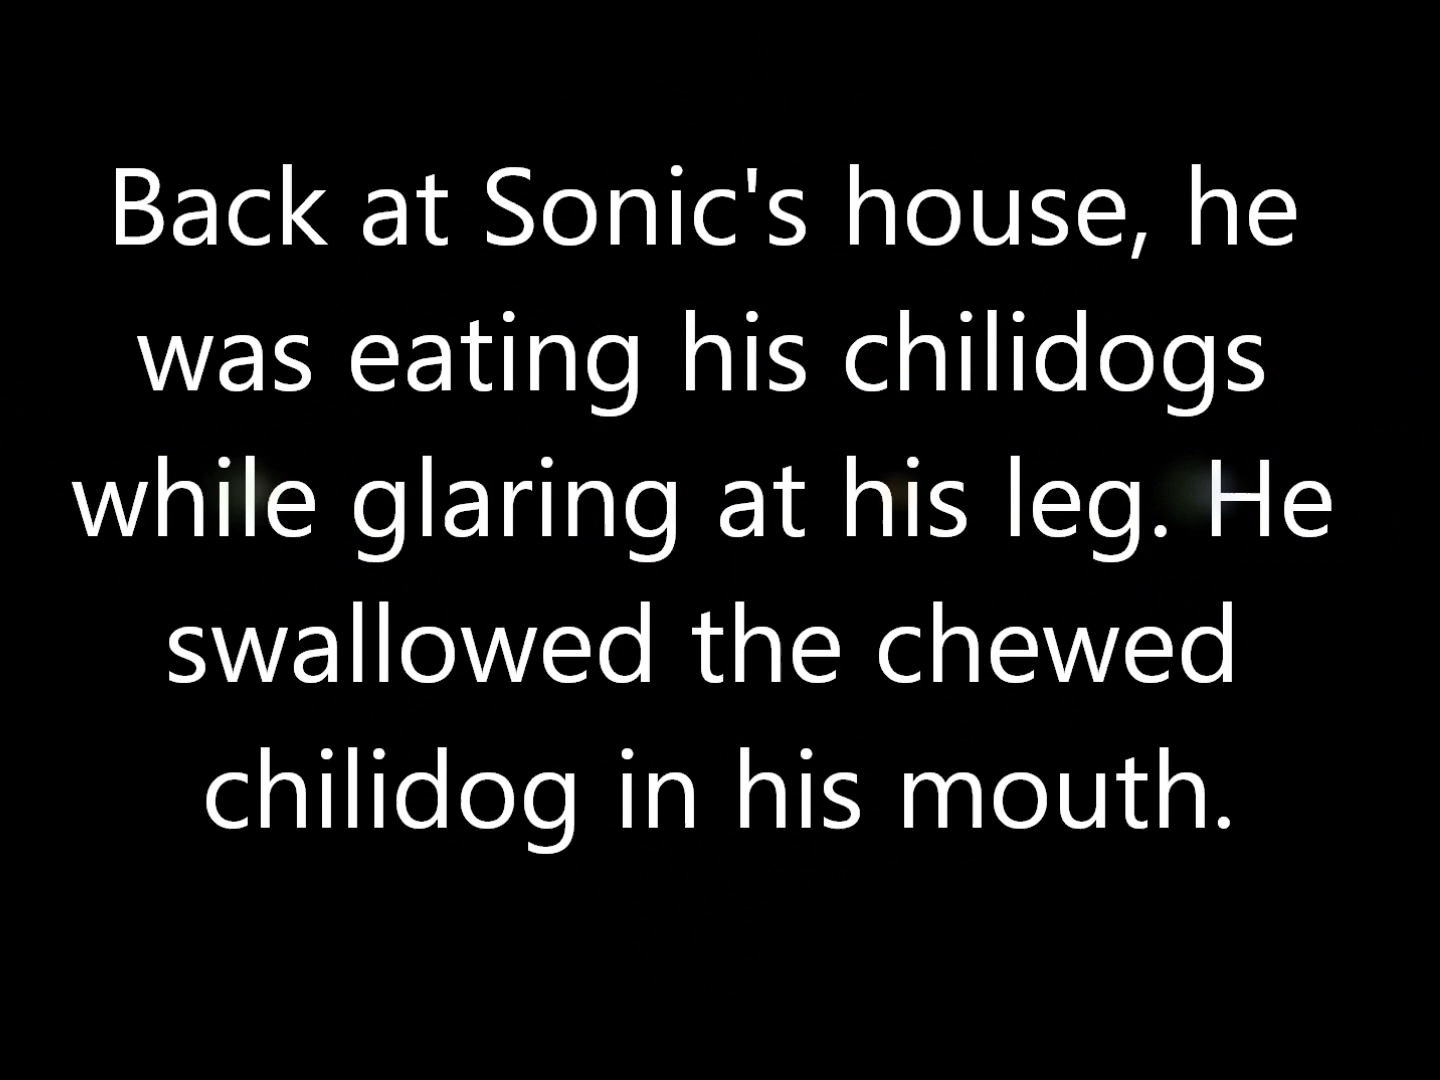 Back at Sonic's house, he
was eating his chilidogs
while glaring at his leg. He
swallowed the chewed
chilidog in his mouth.